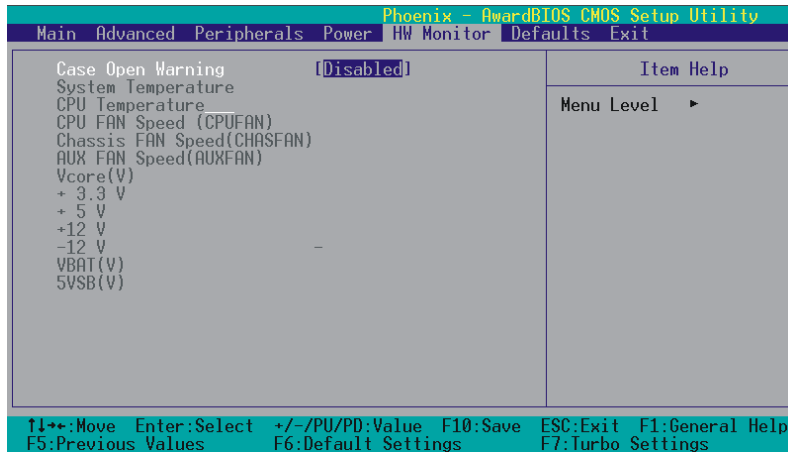 Phoenix - AwardBIOS CMOS Setup Utility
Main Advanced Peripherals Power HW Monitor Defaults Exit
Case Open Warning [Disabled]
System Temperature
CPU Temperature
CPU FAN Speed (CPUFAN)
Chassis FAN Speed(CHASFAN)
AUX FAN Speed(AUXFAN)
Vcore(V)
+ 3.3 V
+ 5 V
+12 V
-12 V -
VBAT(V)
5VSB(V)
Item Help
Menu Level ►
↑↓→←:Move Enter:Select +/-/PU/PD:Value F10:Save ESC:Exit F1:General Help
F5:Previous Values F6:Default Settings F7:Turbo Settings